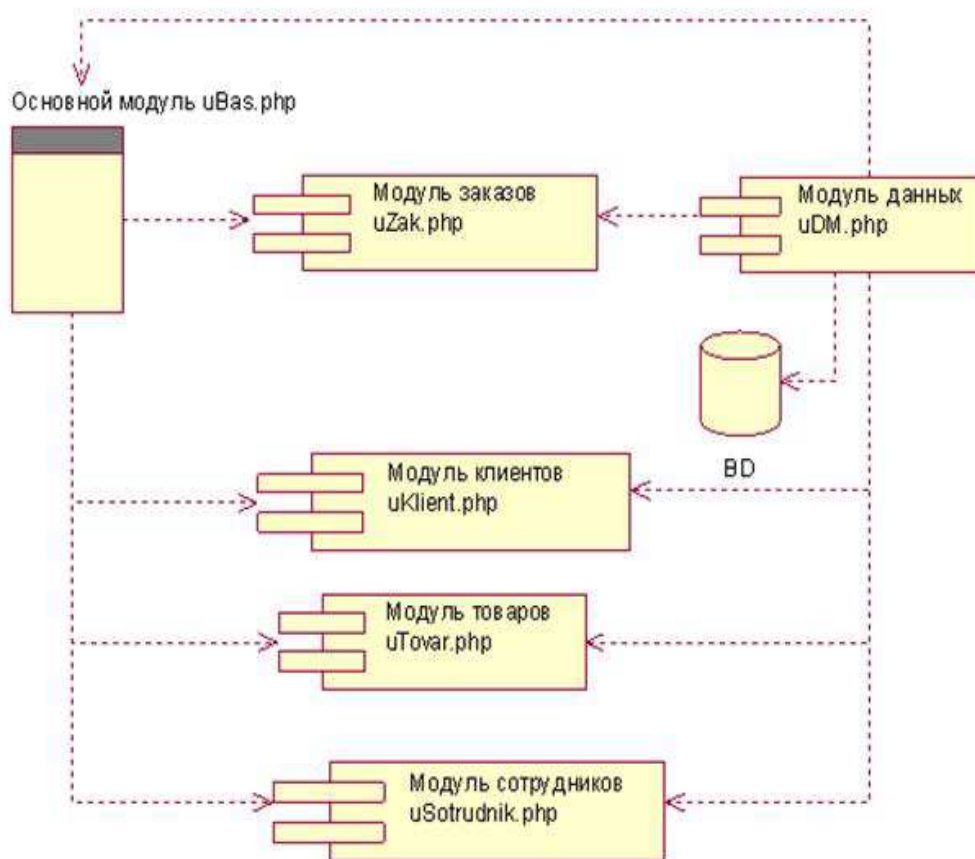 Основной модуль uBas.php
Модуль заказов
uZak.php
Модуль данных
uDM.php
BD
Модуль клиентов
uKlient.php
Модуль товаров
uTovar.php
Модуль сотрудников
uSotrudnik.php